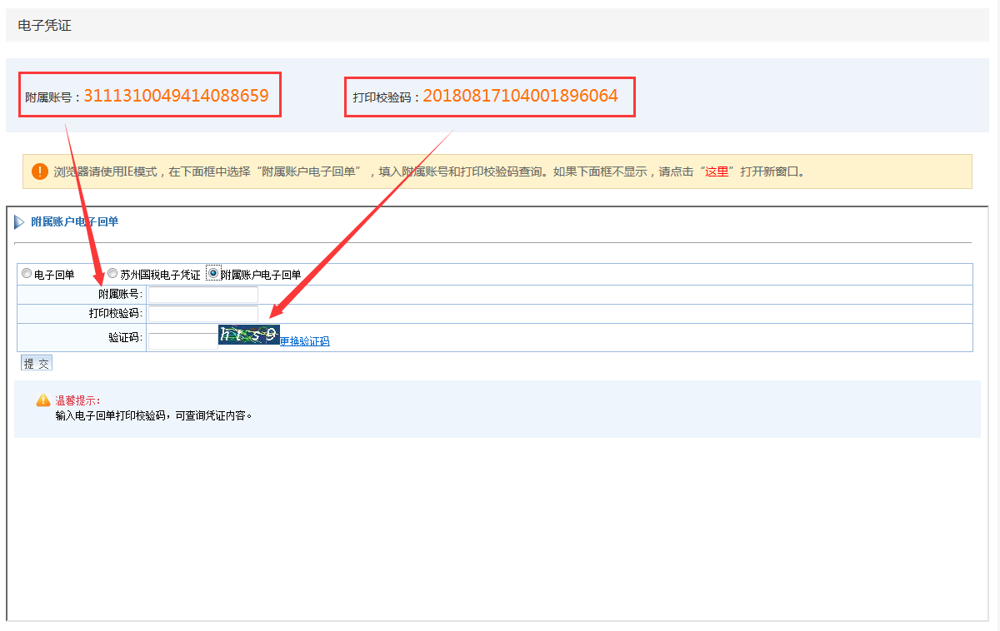 电子凭证
附属账号：3111310049414088659 打印校验码：20180817104001896064
浏览器请使用IE模式，在下面框中选择“附属账户电子回单”，填入附属账号和打印校验码查询。如果下面框不显示，请点击“这里”打开新窗口。
附属账户电子回单
电子回单 苏州国税电子凭证 附属账户电子回单
附属账号:
打印校验码:
验证码: 更换验证码
提 交
温馨提示：
输入电子回单打印校验码，可查询凭证内容。